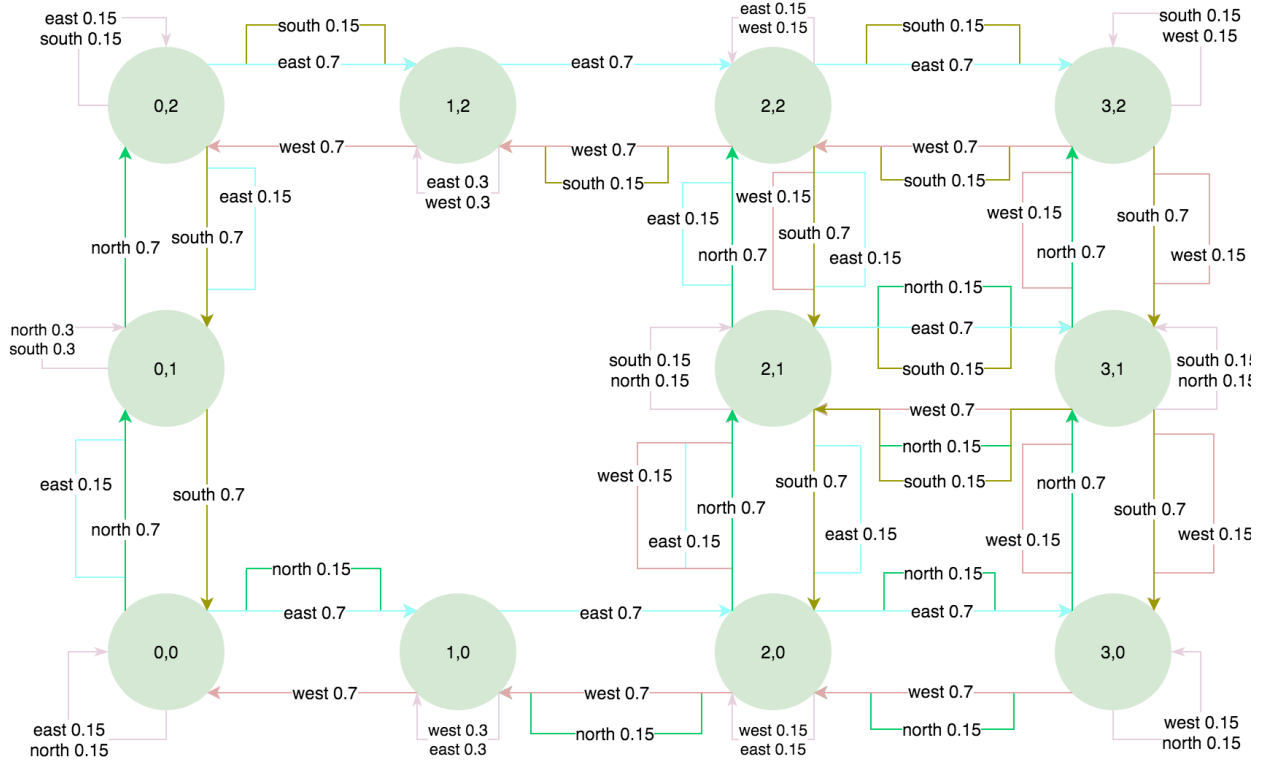 east 0.15
south 0.15
south 0.15
east 0.7
east 0.7
east 0.15
west 0.15
south 0.15
east 0.7
south 0.15
west 0.15
0,2
1,2
2,2
3,2
west 0.7
west 0.7
south 0.15
west 0.7
south 0.15
east 0.3
west 0.3
east 0.15
north 0.7
south 0.7
east 0.15
north 0.7
west 0.15
south 0.7
east 0.15
west 0.15
north 0.7
south 0.7
west 0.15
north 0.15
east 0.7
south 0.15
north 0.3
south 0.3
0,1
south 0.15
north 0.15
2,1
3,1
south 0.15
north 0.15
west 0.7
north 0.15
south 0.15
east 0.15
north 0.7
south 0.7
west 0.15
east 0.15
north 0.7
south 0.7
east 0.15
west 0.15
north 0.7
south 0.7
west 0.15
north 0.15
east 0.7
east 0.7
north 0.15
east 0.7
0,0
1,0
2,0
3,0
west 0.7
west 0.7
north 0.15
west 0.7
north 0.15
east 0.15
north 0.15
west 0.3
east 0.3
west 0.15
east 0.15
west 0.15
north 0.15